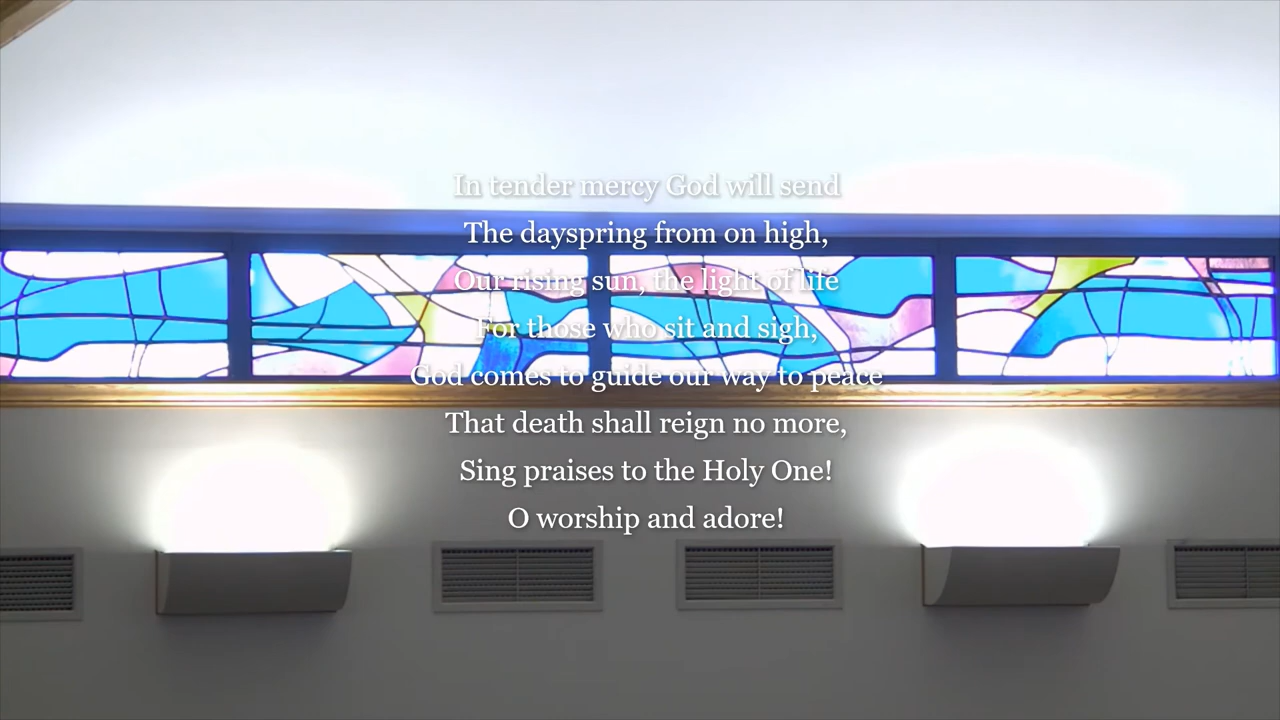 In tender mercy God will send
The dayspring from on high,
Our rising sun, the light of life
For those who sit and sigh,
God comes to guide our way to peace
That death shall reign no more,
Sing praises to the Holy One!
O worship and adore!